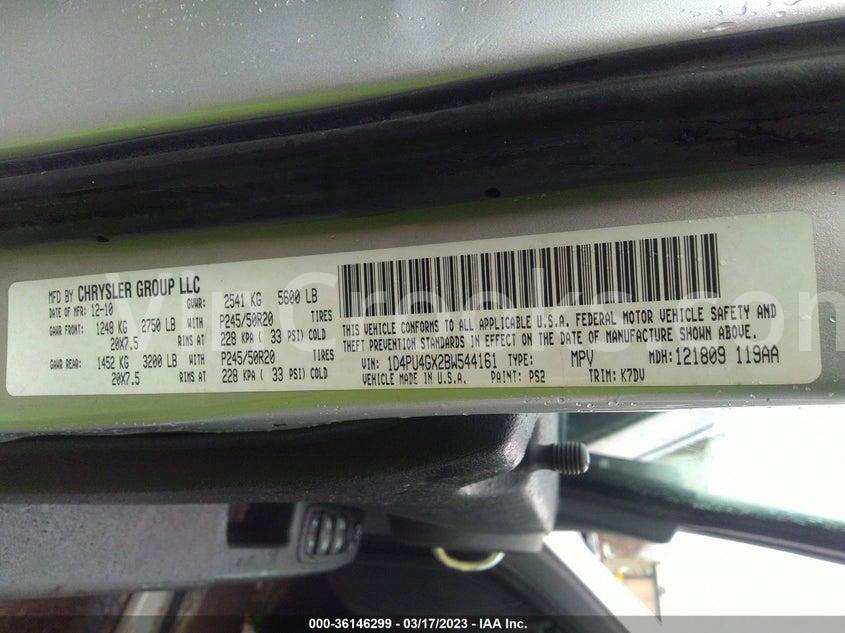 MFD BY CHRYSLER GROUP LLC
DATE OF MFR: 12-10 GVWR: 2541 KG 5600 LB
GAWR FRONT: 1248 KG 2750 LB WITH P245/50R20 TIRES
20X7.5 RIMS AT 228 KPA ( 33 PSI) COLD
GAWR REAR: 1452 KG 3200 LB WITH P245/50R20 TIRES
20X7.5 RIMS AT 228 KPA ( 33 PSI) COLD
THIS VEHICLE CONFORMS TO ALL APPLICABLE U.S.A. FEDERAL MOTOR VEHICLE SAFETY AND
THEFT PREVENTION STANDARDS IN EFFECT ON THE DATE OF MANUFACTURE SHOWN ABOVE.
VIN: 1D4PU4GX2BW544161 TYPE: MPV MDH: 121809 119AA
VEHICLE MADE IN U.S.A. PAINT: PS2 TRIM: K7DV
VinCrooks.com
000-36146299 - 03/17/2023 - IAA Inc.